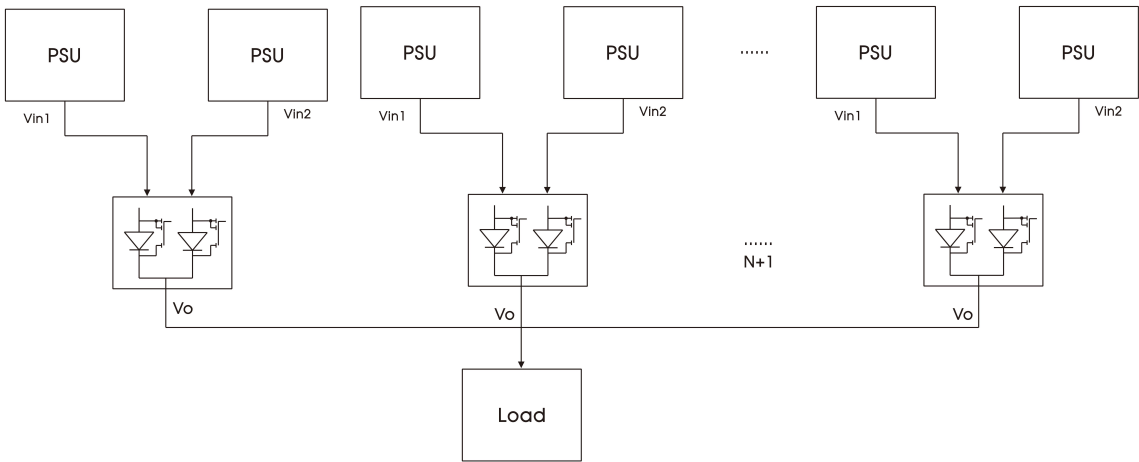 PSU
PSU
PSU
PSU
......
PSU
PSU
Vin1
Vin2
Vin1
Vin2
Vin1
Vin2
......
N+1
Vo
Vo
Vo
Load